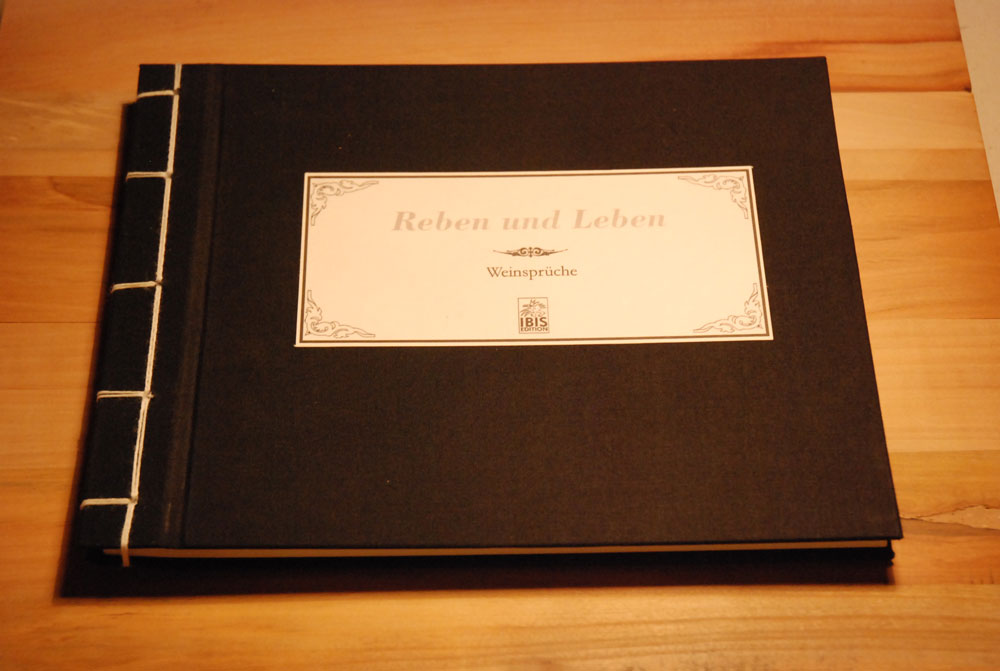 Reben und Leben
Weinsprüche
IBIS
EDITION